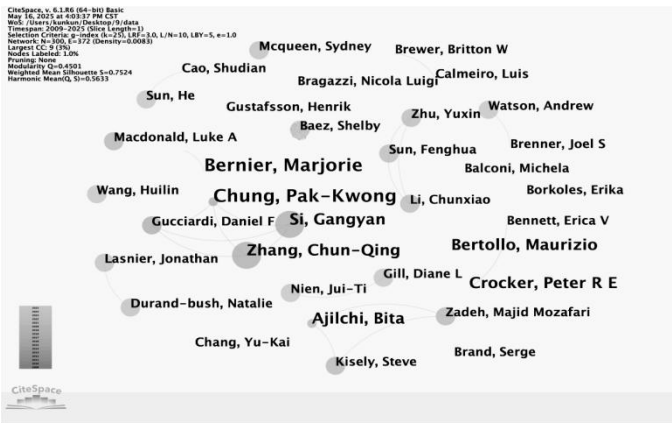 CiteSpace, v. 6.1.R6 (64-bit) Basic
May 16, 2025 at 4:03:37 PM CST
WoS: /Users/kunkun/Desktop/9/data
Timespan: 2009-2025 (Slice Length=1)
Selection Criteria: g-index (k=25), LRF=3.0, L/N=10, LBY=5, e=1.0
Network: N=300, E=372 (Density=0.0083)
Largest CC: 9 (3%)
Nodes Labeled: 1.0%
Pruning: None
Modularity Q=0.4501
Weighted Mean Silhouette S=0.7524
Harmonic Mean(Q, S)=0.5633
Mcqueen, Sydney
Brewer, Britton W
Cao, Shudian
Bragazzi, Nicola Luigi
Calmeiro, Luis
Sun, He
Gustafsson, Henrik
Zhu, Yuxin
Watson, Andrew
Baez, Shelby
Macdonald, Luke A
Brenner, Joel S
Sun, Fenghua
Bernier, Marjorie
Balconi, Michela
Wang, Huilin
Chung, Pak-Kwong
Borkoles, Erika
Li, Chunxiao
Gucciardi, Daniel F
Si, Gangyan
Bennett, Erica V
Zhang, Chun-Qing
Bertollo, Maurizio
Lasnier, Jonathan
Gill, Diane L
Crocker, Peter R E
Nien, Jui-Ti
Durand-bush, Natalie
Ajilchi, Bita
Zadeh, Majid Mozafari
Chang, Yu-Kai
Brand, Serge
Kisely, Steve
CiteSpace